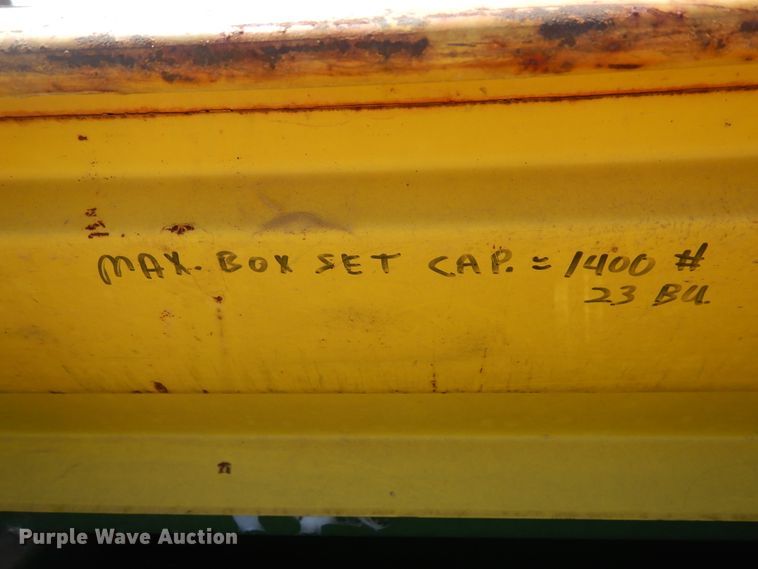 MAX. BOX SET CAP. = 1400 #
23 BU
Purple Wave Auction